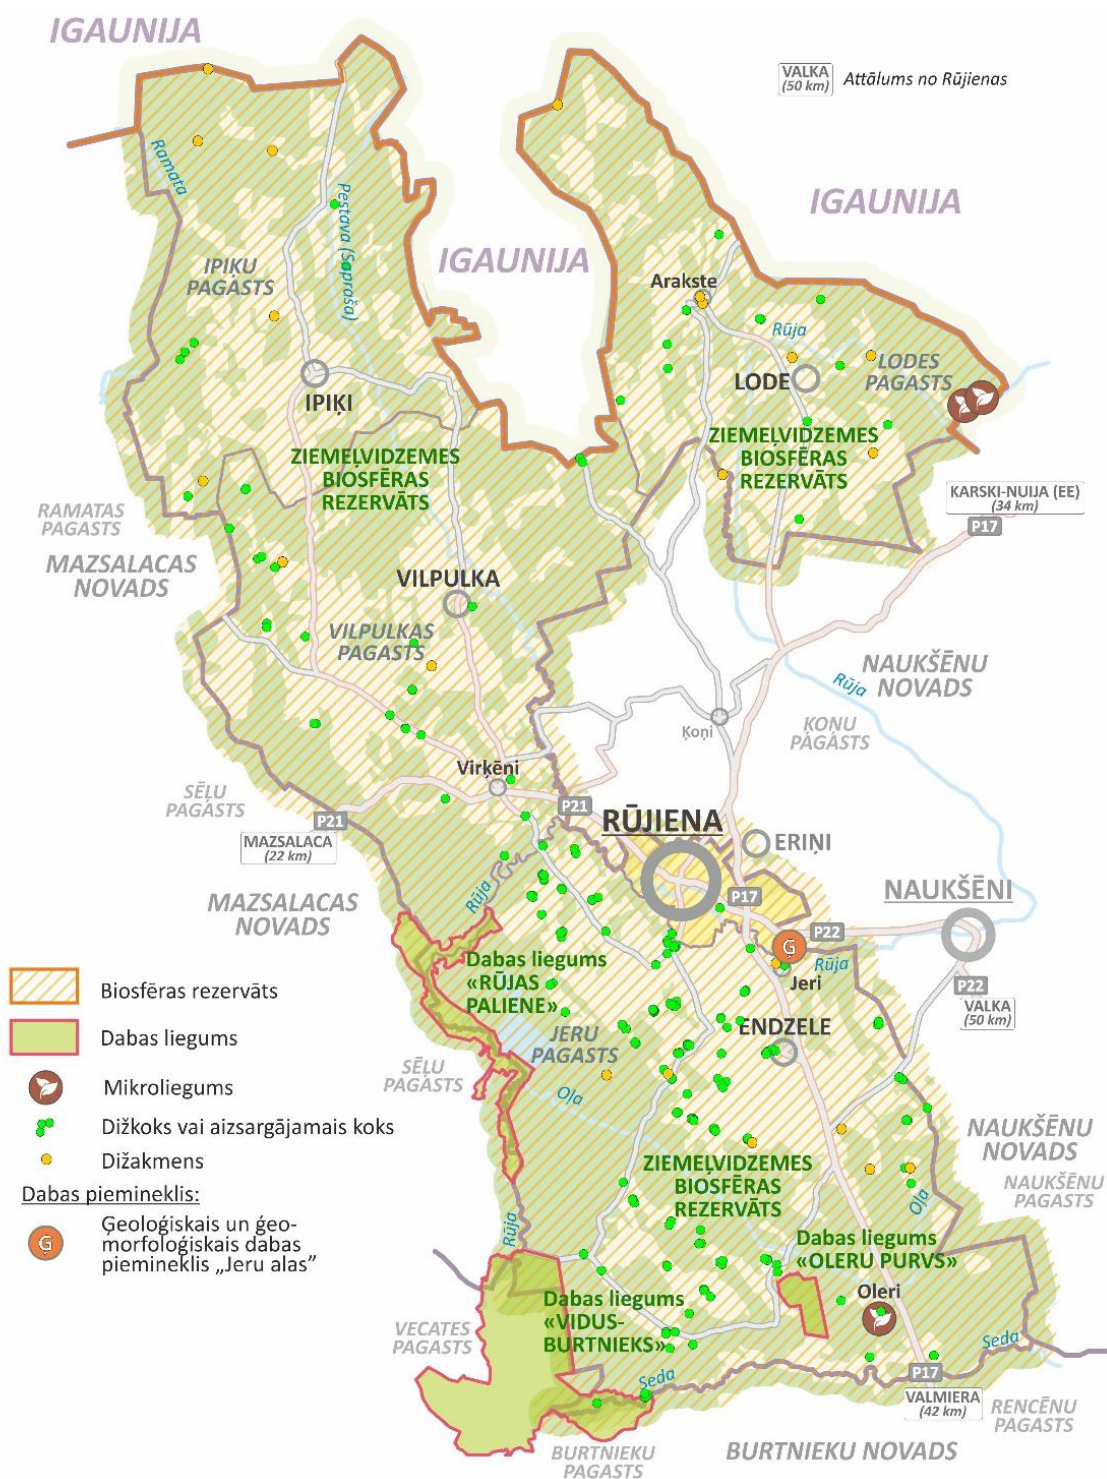 IGAUNIJA
VALKA
(50 km)
Attālums no Rūjienas
Ramata
Pestava (Sapraša)
IGAUNIJA
IGAUNIJA
IPIĶU
PAGASTS
Arakste
Rūja
LODE
LODES
PAGASTS
IPIĶI
ZIEMEĻVIDZEMES
BIOSFĒRAS
REZERVĀTS
ZIEMEĻVIDZEMES
BIOSFĒRAS
REZERVĀTS
KARSKI-NUIJA (EE)
(34 km)
P17
RAMATAS
PAGASTS
MAZSALACAS
NOVADS
VILPULKA
VILPULKAS
PAGASTS
NAUKŠĒNU
NOVADS
Rūja
Ķoņi
KOŅU
PAGASTS
SĒĻU
PAGASTS
Virķēni
P21
P21
MAZSALACA
(22 km)
RŪJIENA
ERIŅI
P17
NAUKŠĒNI
MAZSALACAS
NOVADS
Rūja
P22
Ģ
Rūja
Jeri
P22
VALKA
(50 km)
Dabas liegums
«RŪJAS
PALIENE»
ENDZELE
JERU
PAGASTS
SĒĻU
PAGASTS
Oļa
Biosfēras rezervāts
Dabas liegums
Mikroliegums
Dižkoks vai aizsargājamais koks
Dižakmens
Dabas piemineklis:
Ģ
Ģeoloģiskais un ģeo-
morfoloģiskais dabas
piemineklis „Jeru alas”
NAUKŠĒNU
NOVADS
NAUKŠĒNU
PAGASTS
ZIEMEĻVIDZEMES
BIOSFĒRAS
REZERVĀTS
Oļa
Rūja
Dabas liegums
«OLERU PURVS»
Oleri
Dabas liegums
«VIDUS-
BURTNIEKS»
VECATES
PAGASTS
Seda
Seda
P17
VALMIERA
(42 km)
RENCĒNU
PAGASTS
BURTNIEKU
PAGASTS
BURTNIEKU NOVADS